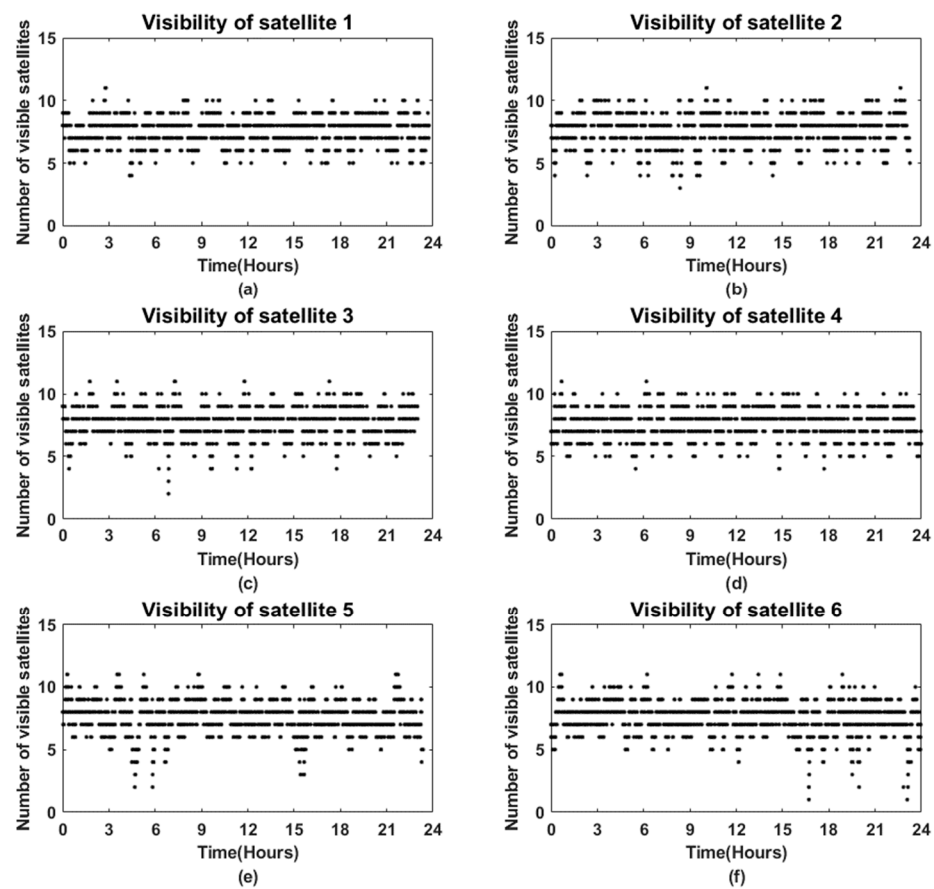 Visibility of satellite 1
Number of visible satellites
15
10
5
0
0 3 6 9 12 15 18 21 24
Time(Hours)
(a)
Visibility of satellite 2
Number of visible satellites
15
10
5
0
0 3 6 9 12 15 18 21 24
Time(Hours)
(b)
Visibility of satellite 3
Number of visible satellites
15
10
5
0
0 3 6 9 12 15 18 21 24
Time(Hours)
(c)
Visibility of satellite 4
Number of visible satellites
15
10
5
0
0 3 6 9 12 15 18 21 24
Time(Hours)
(d)
Visibility of satellite 5
Number of visible satellites
15
10
5
0
0 3 6 9 12 15 18 21 24
Time(Hours)
(e)
Visibility of satellite 6
Number of visible satellites
15
10
5
0
0 3 6 9 12 15 18 21 24
Time(Hours)
(f)